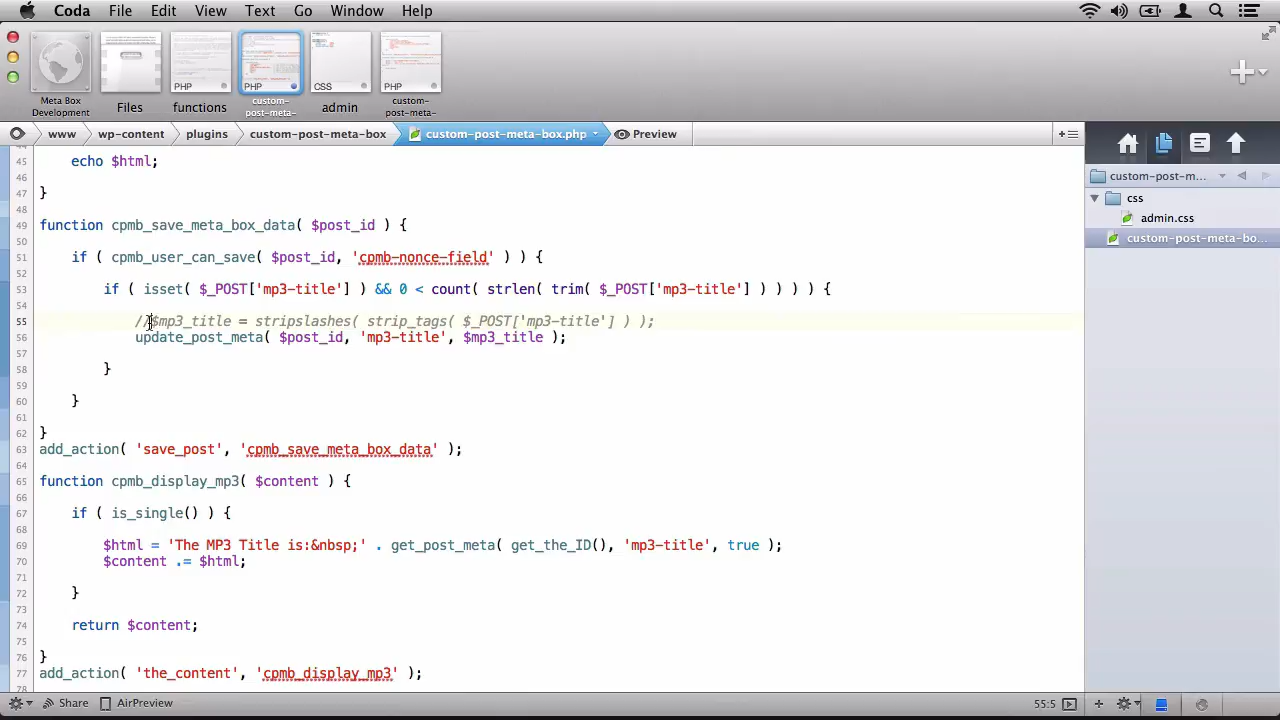 Coda File Edit View Text Go Window Help
PHP PHP CSS PHP
Meta Box Development Files functions custom-post-meta- admin custom-post-meta-
www wp-content plugins custom-post-meta-box custom-post-meta-box.php Preview
custom-post-m...
css
admin.css
custom-post-meta-bo...
44
45 echo $html;
46
47 }
48
49 function cpmb_save_meta_box_data( $post_id ) {
50
51 if ( cpmb_user_can_save( $post_id, 'cpmb-nonce-field' ) ) {
52
53 if ( isset( $_POST['mp3-title'] ) && 0 < count( strlen( trim( $_POST['mp3-title'] ) ) ) ) {
54
55 //$mp3_title = stripslashes( strip_tags( $_POST['mp3-title'] ) );
56 update_post_meta( $post_id, 'mp3-title', $mp3_title );
57
58 }
59
60 }
61
62 }
63 add_action( 'save_post', 'cpmb_save_meta_box_data' );
64
65 function cpmb_display_mp3( $content ) {
66
67 if ( is_single() ) {
68
69 $html = 'The MP3 Title is:&nbsp;' . get_post_meta( get_the_ID(), 'mp3-title', true );
70 $content .= $html;
71
72 }
73
74 return $content;
75
76 }
77 add_action( 'the_content', 'cpmb_display_mp3' );
78
Share AirPreview 55:5